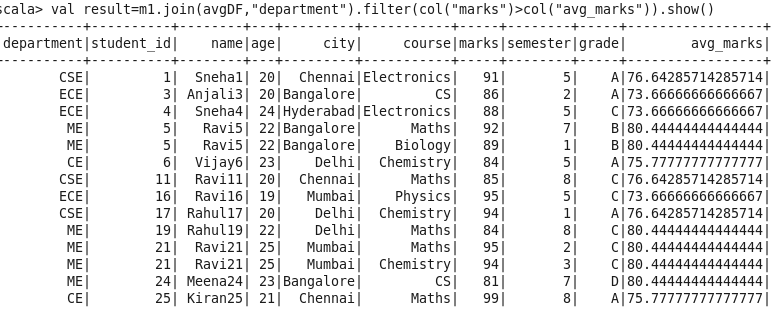 scala> val result=m1.join(avgDF,"department").filter(col("marks")>col("avg_marks")).show()
----------+----------+--------+---+---------+-----------+-----+--------+-----+-----------------+
department|student_id|    name|age|     city|     course|marks|semester|grade|        avg_marks|
----------+----------+--------+---+---------+-----------+-----+--------+-----+-----------------+
       CSE|         1|  Sneha1| 20|  Chennai|Electronics|   91|       5|    A|76.64285714285714|
       ECE|         3| Anjali3| 20|Bangalore|         CS|   86|       2|    A|73.66666666666667|
       ECE|         4|  Sneha4| 24|Hyderabad|Electronics|   88|       5|    C|73.66666666666667|
        ME|         5|   Ravi5| 22|Bangalore|      Maths|   92|       7|    B|80.44444444444444|
        ME|         5|   Ravi5| 22|Bangalore|    Biology|   89|       1|    B|80.44444444444444|
        CE|         6|  Vijay6| 23|    Delhi|  Chemistry|   84|       5|    A|75.77777777777777|
       CSE|        11|  Ravi11| 20|  Chennai|      Maths|   85|       8|    C|76.64285714285714|
       ECE|        16|  Ravi16| 19|   Mumbai|    Physics|   95|       5|    C|73.66666666666667|
       CSE|        17| Rahul17| 20|    Delhi|  Chemistry|   94|       1|    A|76.64285714285714|
        ME|        19| Rahul19| 22|    Delhi|      Maths|   84|       8|    C|80.44444444444444|
        ME|        21|  Ravi21| 25|   Mumbai|      Maths|   95|       2|    C|80.44444444444444|
        ME|        21|  Ravi21| 25|   Mumbai|  Chemistry|   94|       3|    C|80.44444444444444|
        ME|        24| Meena24| 23|Bangalore|         CS|   81|       7|    D|80.44444444444444|
        CE|        25| Kiran25| 21|  Chennai|      Maths|   99|       8|    A|75.77777777777777|